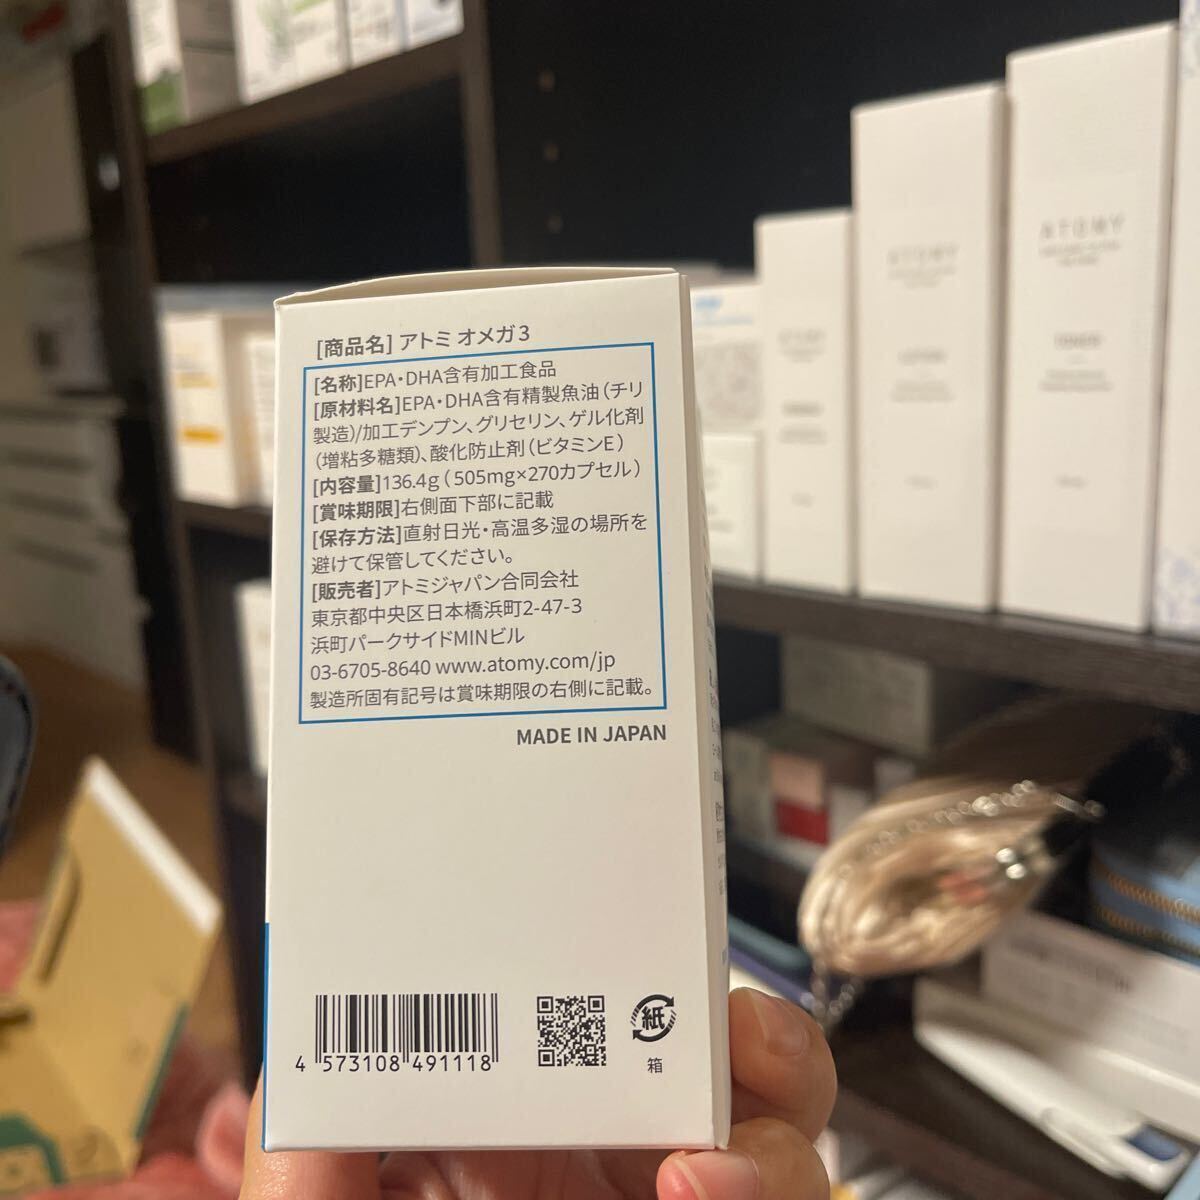 [商品名] アトミ オメガ3
[名称]EPA・DHA含有加工食品
[原材料名]EPA・DHA含有精製魚油（チリ
製造）/加工デンプン、グリセリン、ゲル化剤
（増粘多糖類）、酸化防止剤（ビタミンE）
[内容量]136.4g（505mg×270カプセル）
[賞味期限]右側面下部に記載
[保存方法]直射日光・高温多湿の場所を
避けて保管してください。
[販売者]アトミジャパン合同会社
東京都中央区日本橋浜町2-47-3
浜町パークサイドMINビル
03-6705-8640 www.atomy.com/jp
製造所固有記号は賞味期限の右側に記載。
MADE IN JAPAN
4 573108 491118
紙
箱
ATOMY
ATOMY
ATOMY
LOTION
TONER